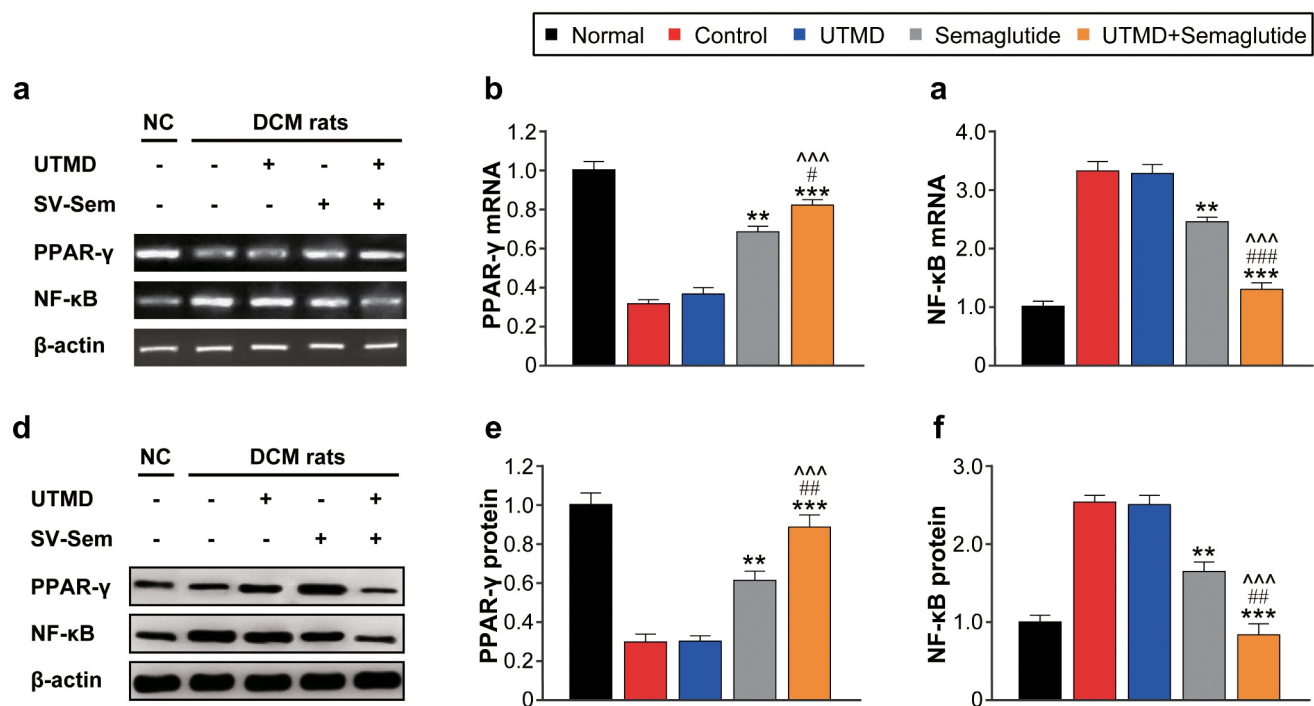 Normal Control UTMD Semaglutide UTMD+Semaglutide
a
NC DCM rats
UTMD - - + - +
SV-Sem - - - + +
PPAR-γ
NF-κB
β-actin
b
PPAR-γ mRNA
1.2
1.0
0.8
0.6
0.4
0.2
0
**
^^^
#
***
a
NF-κB mRNA
4.0
3.0
2.0
1.0
0
**
^^^
###
***
d
NC DCM rats
UTMD - - + - +
SV-Sem - - - + +
PPAR-γ
NF-κB
β-actin
e
PPAR-γ protein
1.2
1.0
0.8
0.6
0.4
0.2
0
**
^^^
##
***
f
NF-κB protein
3.0
2.0
1.0
0
**
^^^
##
***